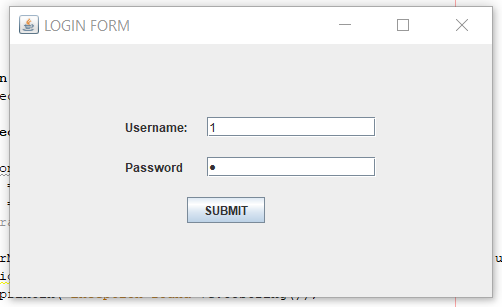 LOGIN FORM
Username: 1
Password •
SUBMIT